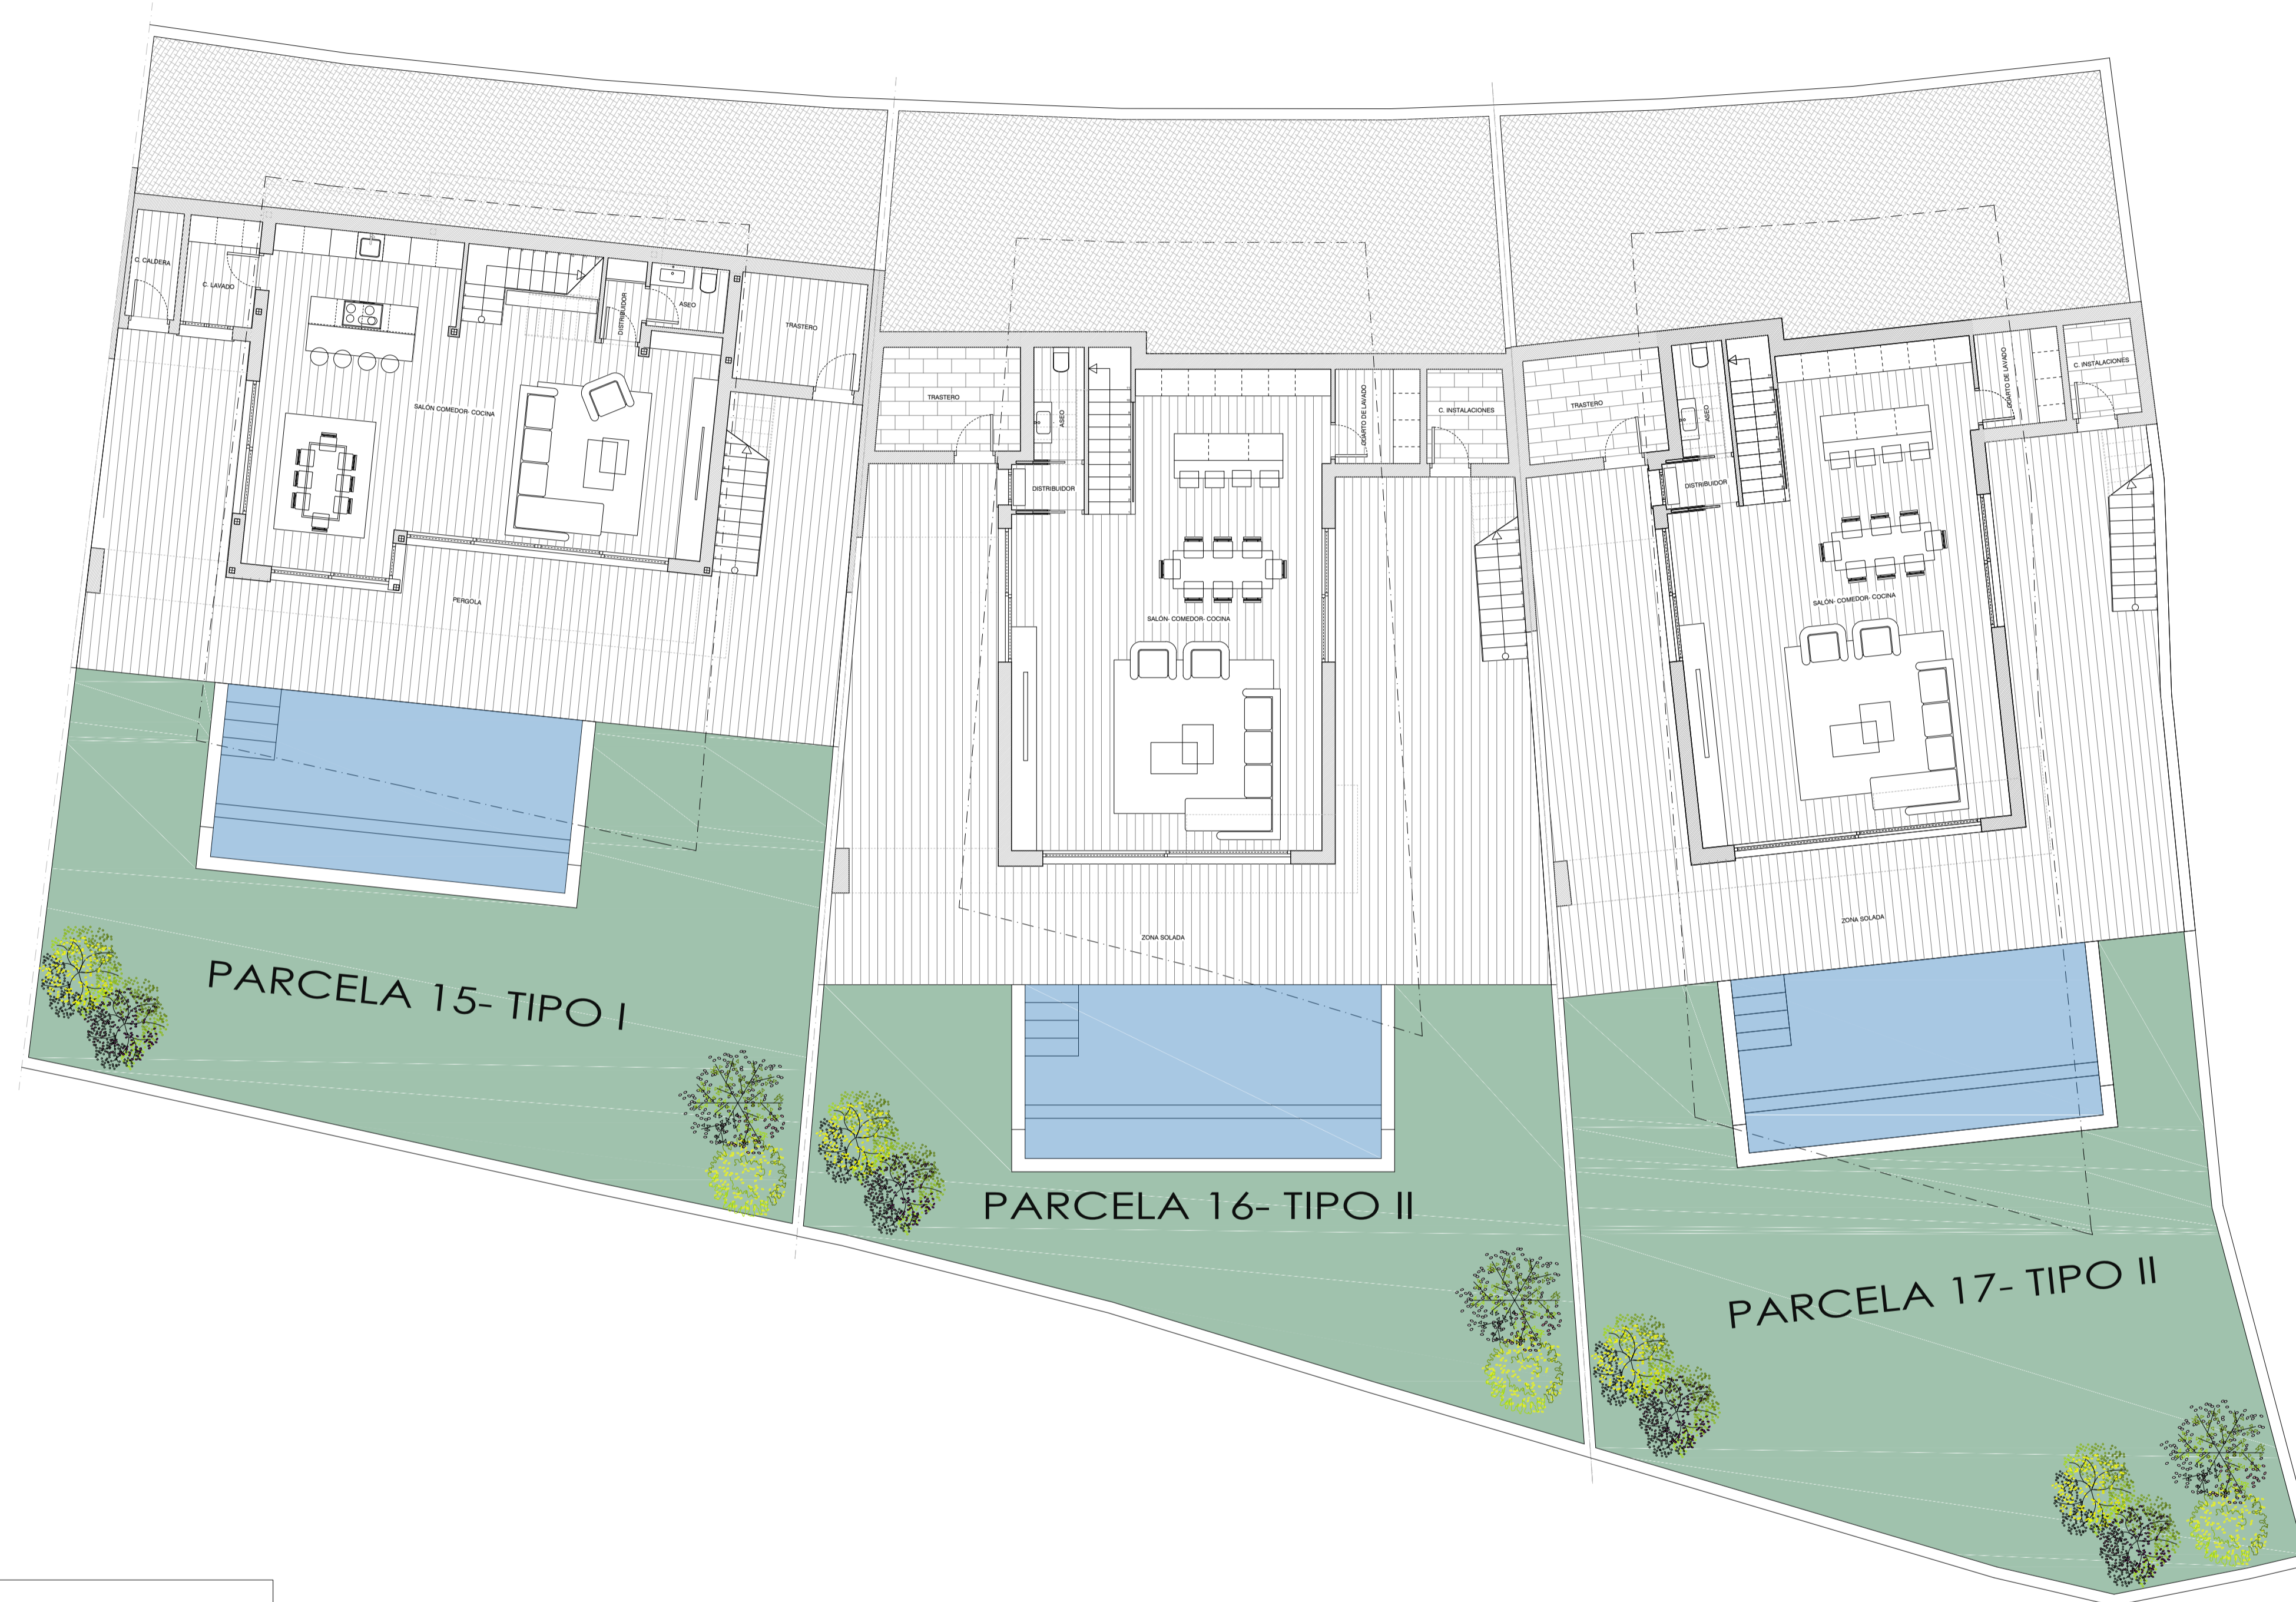 C. CALDERA
C. LAVADO
SALÓN COMEDOR- COCINA
DISTRIBUIDOR
ASEO
TRASTERO
PERGOLA
PARCELA 15- TIPO I
TRASTERO
ASEO
DISTRIBUIDOR
CUARTO DE LAVADO
C. INSTALACIONES
SALÓN- COMEDOR- COCINA
ZONA SOLADA
PARCELA 16- TIPO II
TRASTERO
ASEO
DISTRIBUIDOR
CUARTO DE LAVADO
C. INSTALACIONES
SALÓN- COMEDOR- COCINA
ZONA SOLADA
PARCELA 17- TIPO II